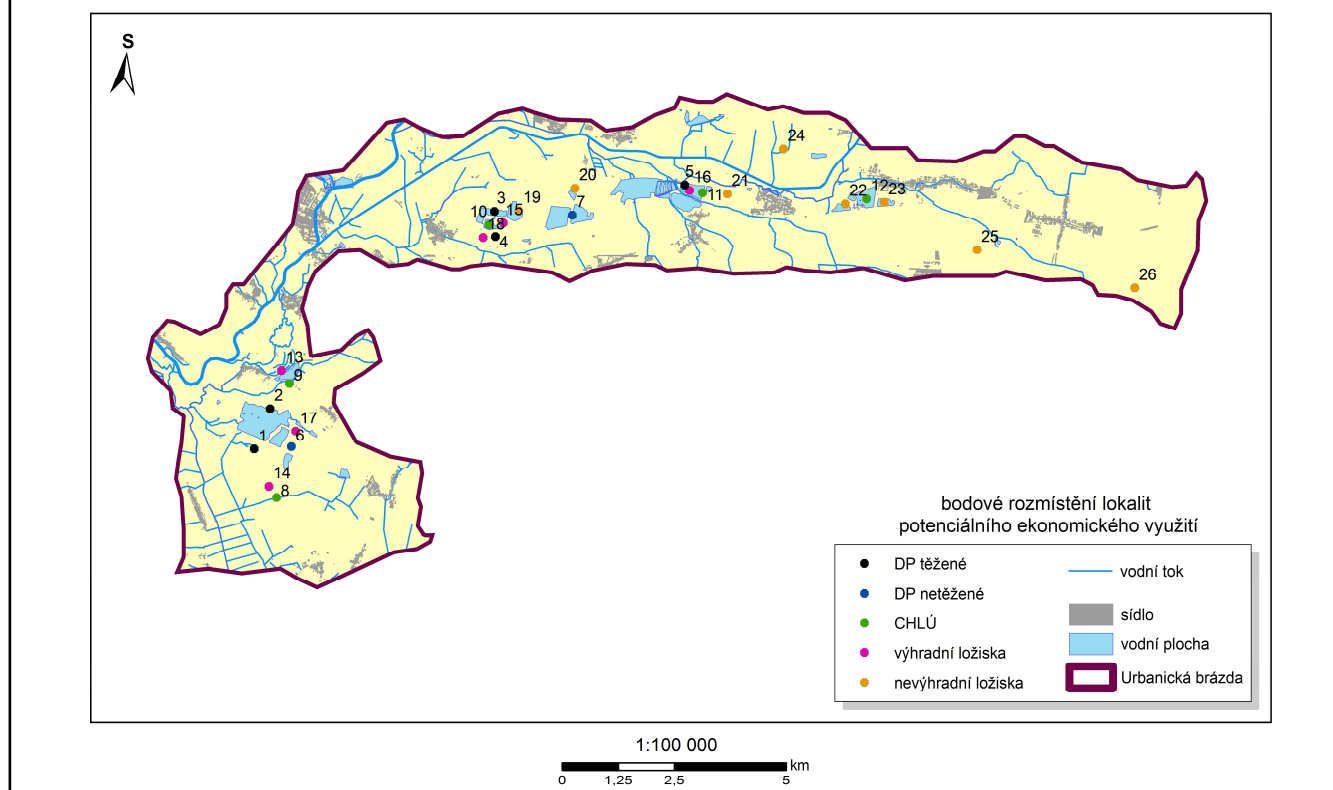 S
24
5
16
20
21
22
12
23
3
19
11
10
15
7
18
4
25
26
13
9
2
17
1
6
14
8
bodové rozmístění lokalit
potenciálního ekonomického využití
DP těžené
DP netěžené
CHLÚ
výhradní ložiska
nevýhradní ložiska
vodní tok
sídlo
vodní plocha
Urbanická brázda
1:100 000
km
0 1,25 2,5 5